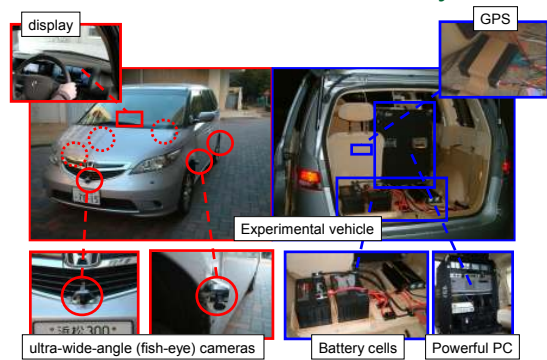 display
GPS
Experimental vehicle
浜松300
ultra-wide-angle (fish-eye) cameras
Battery cells
Powerful PC